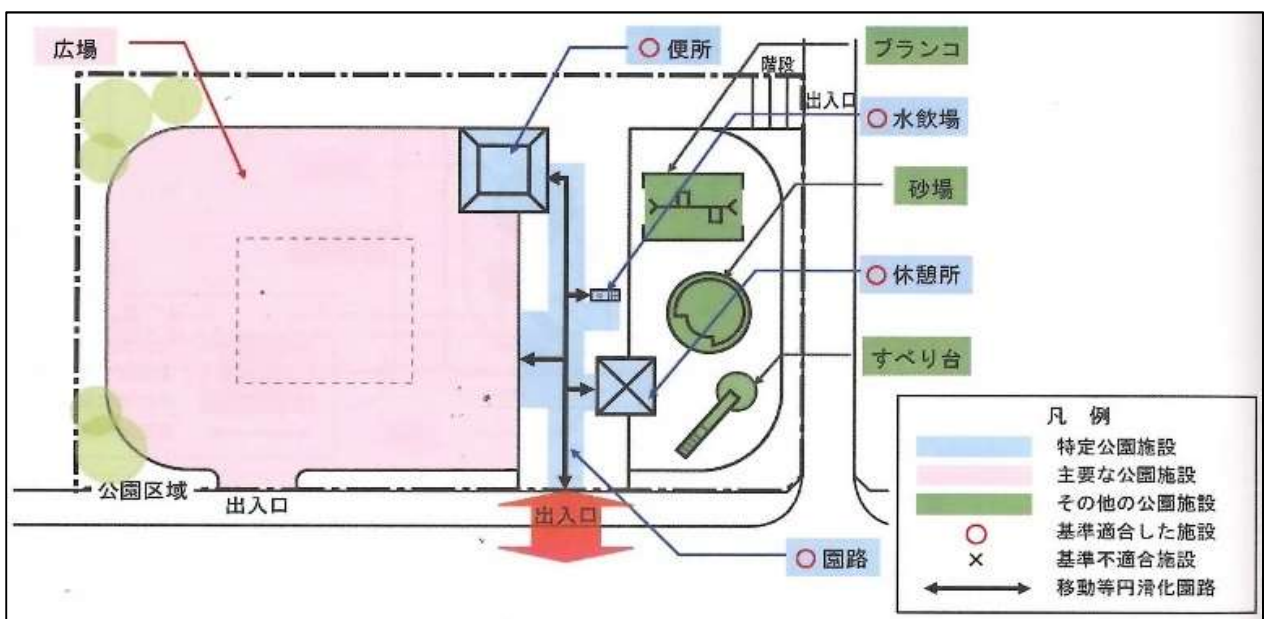 広場
○便所
ブランコ
階段
出入口
○水飲場
砂場
○休憩所
すべり台
公園区域
出入口
出入口
○園路
凡 例
特定公園施設
主要な公園施設
その他の公園施設
○ 基準適合した施設
× 基準不適合施設
移動等円滑化園路